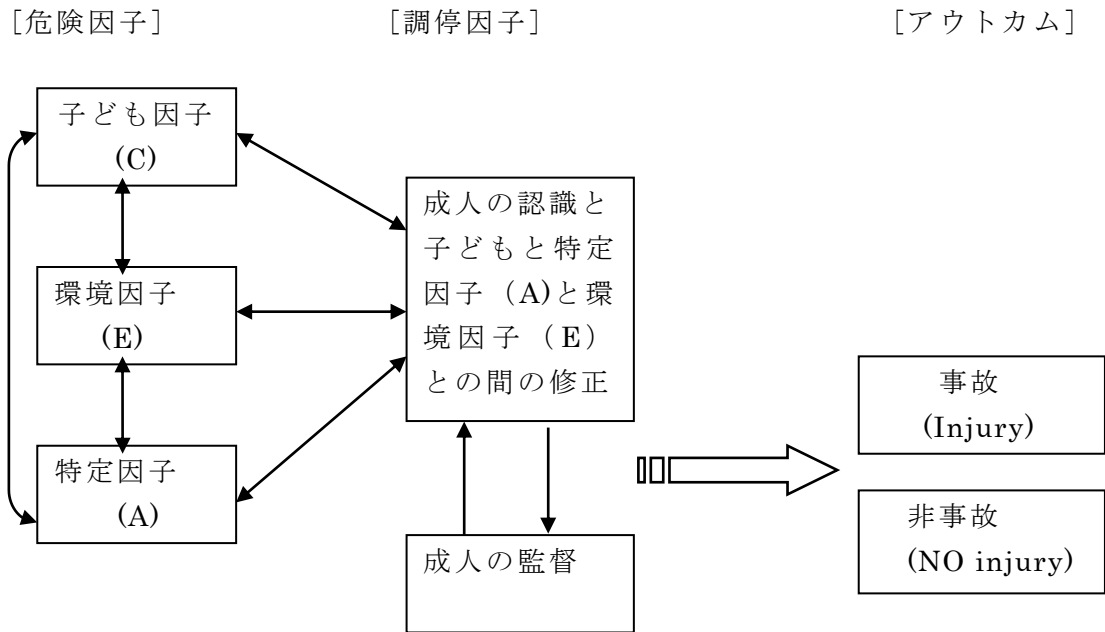 [危険因子]
[調停因子]
[アウトカム]
子ども因子
(C)
環境因子
(E)
特定因子
(A)
成人の認識と
子どもと特定
因子 (A)と環
境因子（E）
との間の修正
成人の監督
事故
(Injury)
非事故
(NO injury)